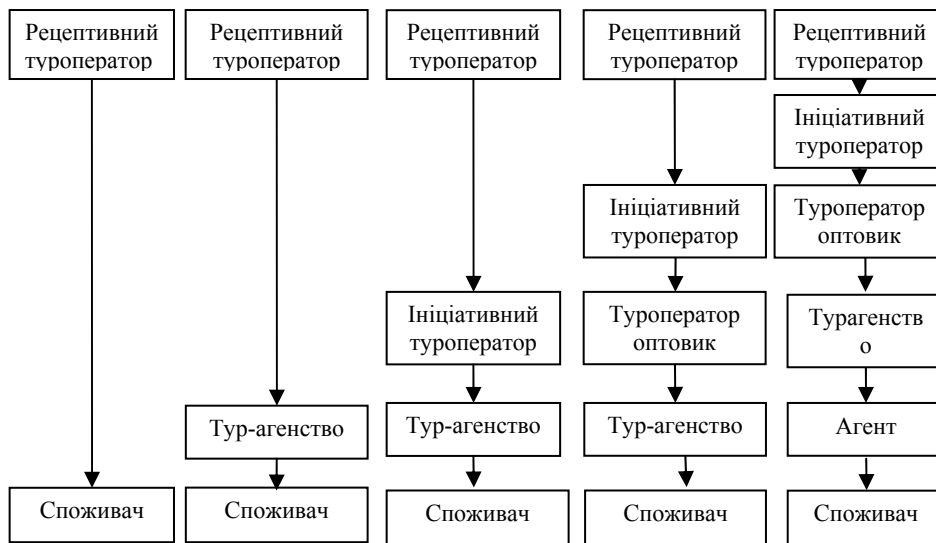 Рецептивний
туроператор
Рецептивний
туроператор
Рецептивний
туроператор
Рецептивний
туроператор
Рецептивний
туроператор
Ініціативний
туроператор
Ініціативний
туроператор
Туроператор
оптовик
Ініціативний
туроператор
Туроператор
оптовик
Турагенств
о
Тур-агенство
Тур-агенство
Тур-агенство
Агент
Споживач
Споживач
Споживач
Споживач
Споживач